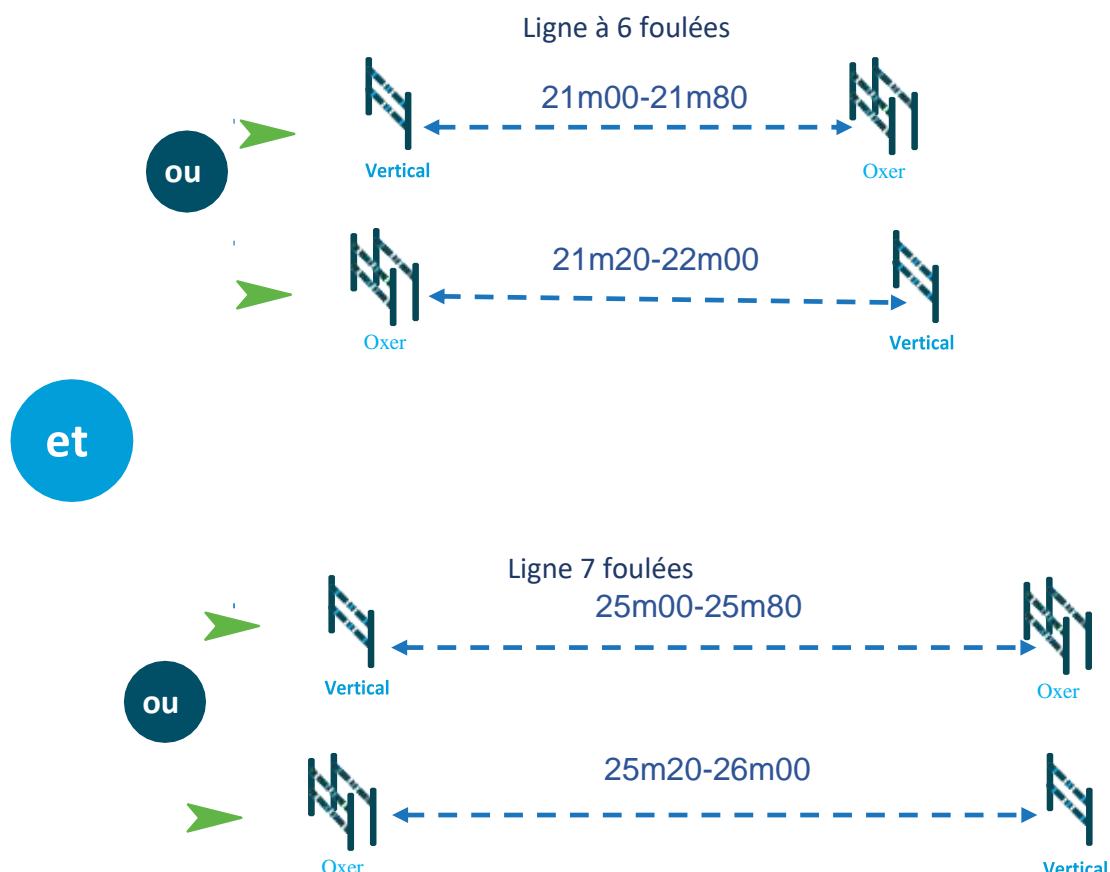 Ligne à 6 foulées
21m00-21m80
ou
Vertical
Oxer
21m20-22m00
Oxer
Vertical
et
Ligne 7 foulées
25m00-25m80
Vertical
Oxer
ou
25m20-26m00
Oxer
Vertical